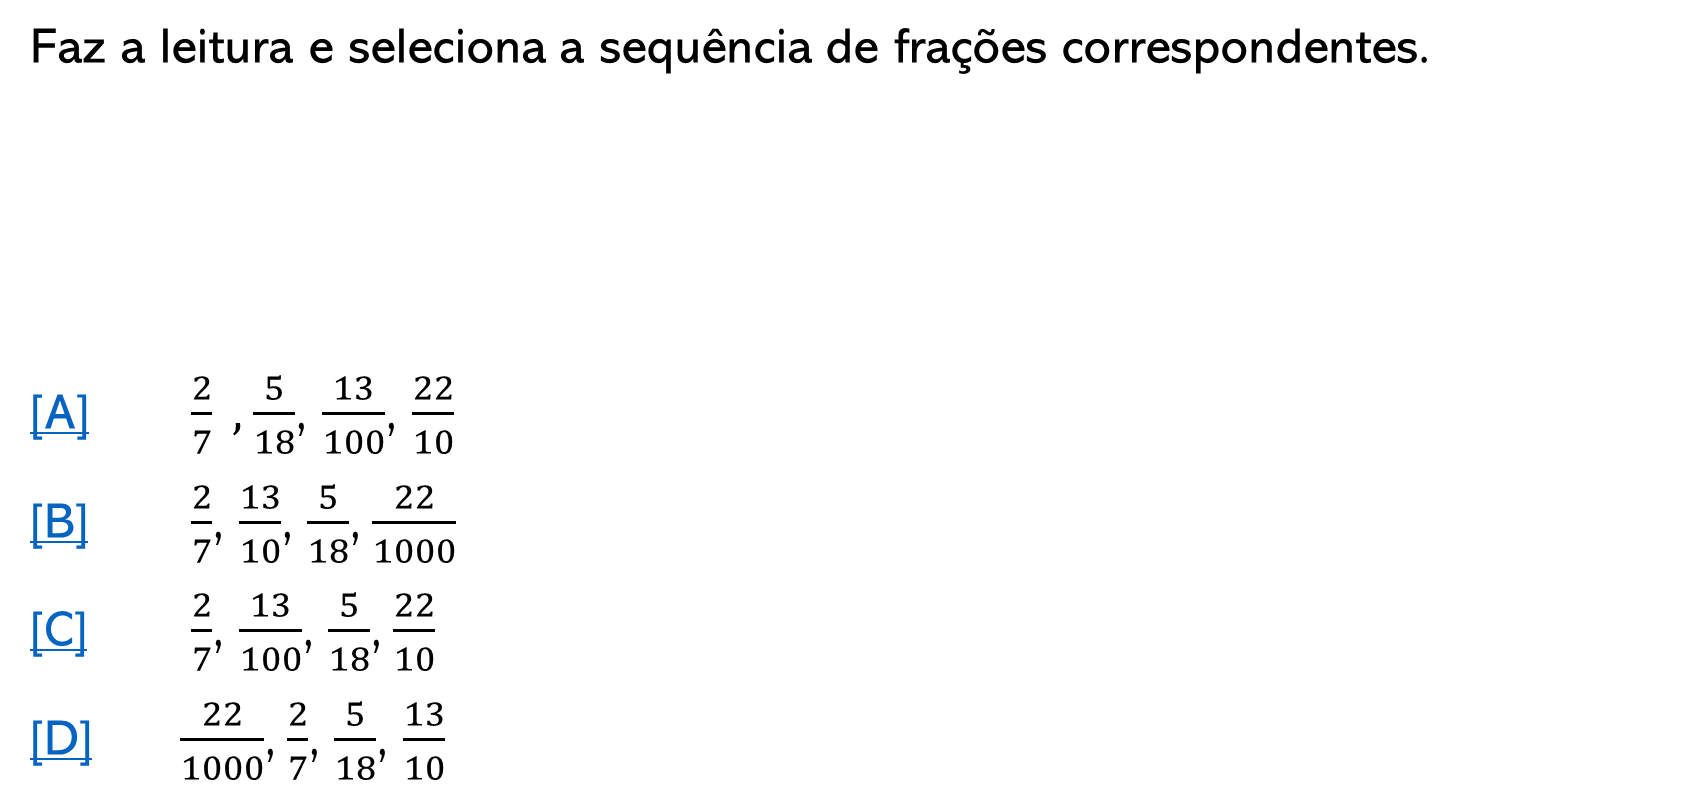 Faz a leitura e seleciona a sequência de frações correspondentes.
[A] 2/7 , 5/18, 13/100, 22/10
[B] 2/7, 13/10, 5/18, 22/1000
[C] 2/7, 13/100, 5/18, 22/10
[D] 22/1000, 2/7, 5/18, 13/10